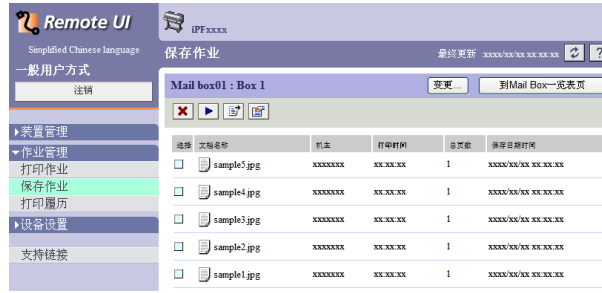 Remote UI
Simplified Chinese language
一般用户方式
注销
装置管理
作业管理
打印作业
保存作业
打印履历
设备设置
支持链接
iPFxxxx
保存作业 最终更新 xxxx/xx/xx xx:xx:xx ?
Mail box01 : Box 1 变更... 到Mail Box一览表页
选择 文档名称 机主 打印时间 总页数 保存日期时间
sample5.jpg xxxxxxx xx:xx:xx 1 xxxx/xx/xx xx:xx:xx
sample4.jpg xxxxxxx xx:xx:xx 1 xxxx/xx/xx xx:xx:xx
sample3.jpg xxxxxxx xx:xx:xx 1 xxxx/xx/xx xx:xx:xx
sample2.jpg xxxxxxx xx:xx:xx 1 xxxx/xx/xx xx:xx:xx
sample1.jpg xxxxxxx xx:xx:xx 1 xxxx/xx/xx xx:xx:xx